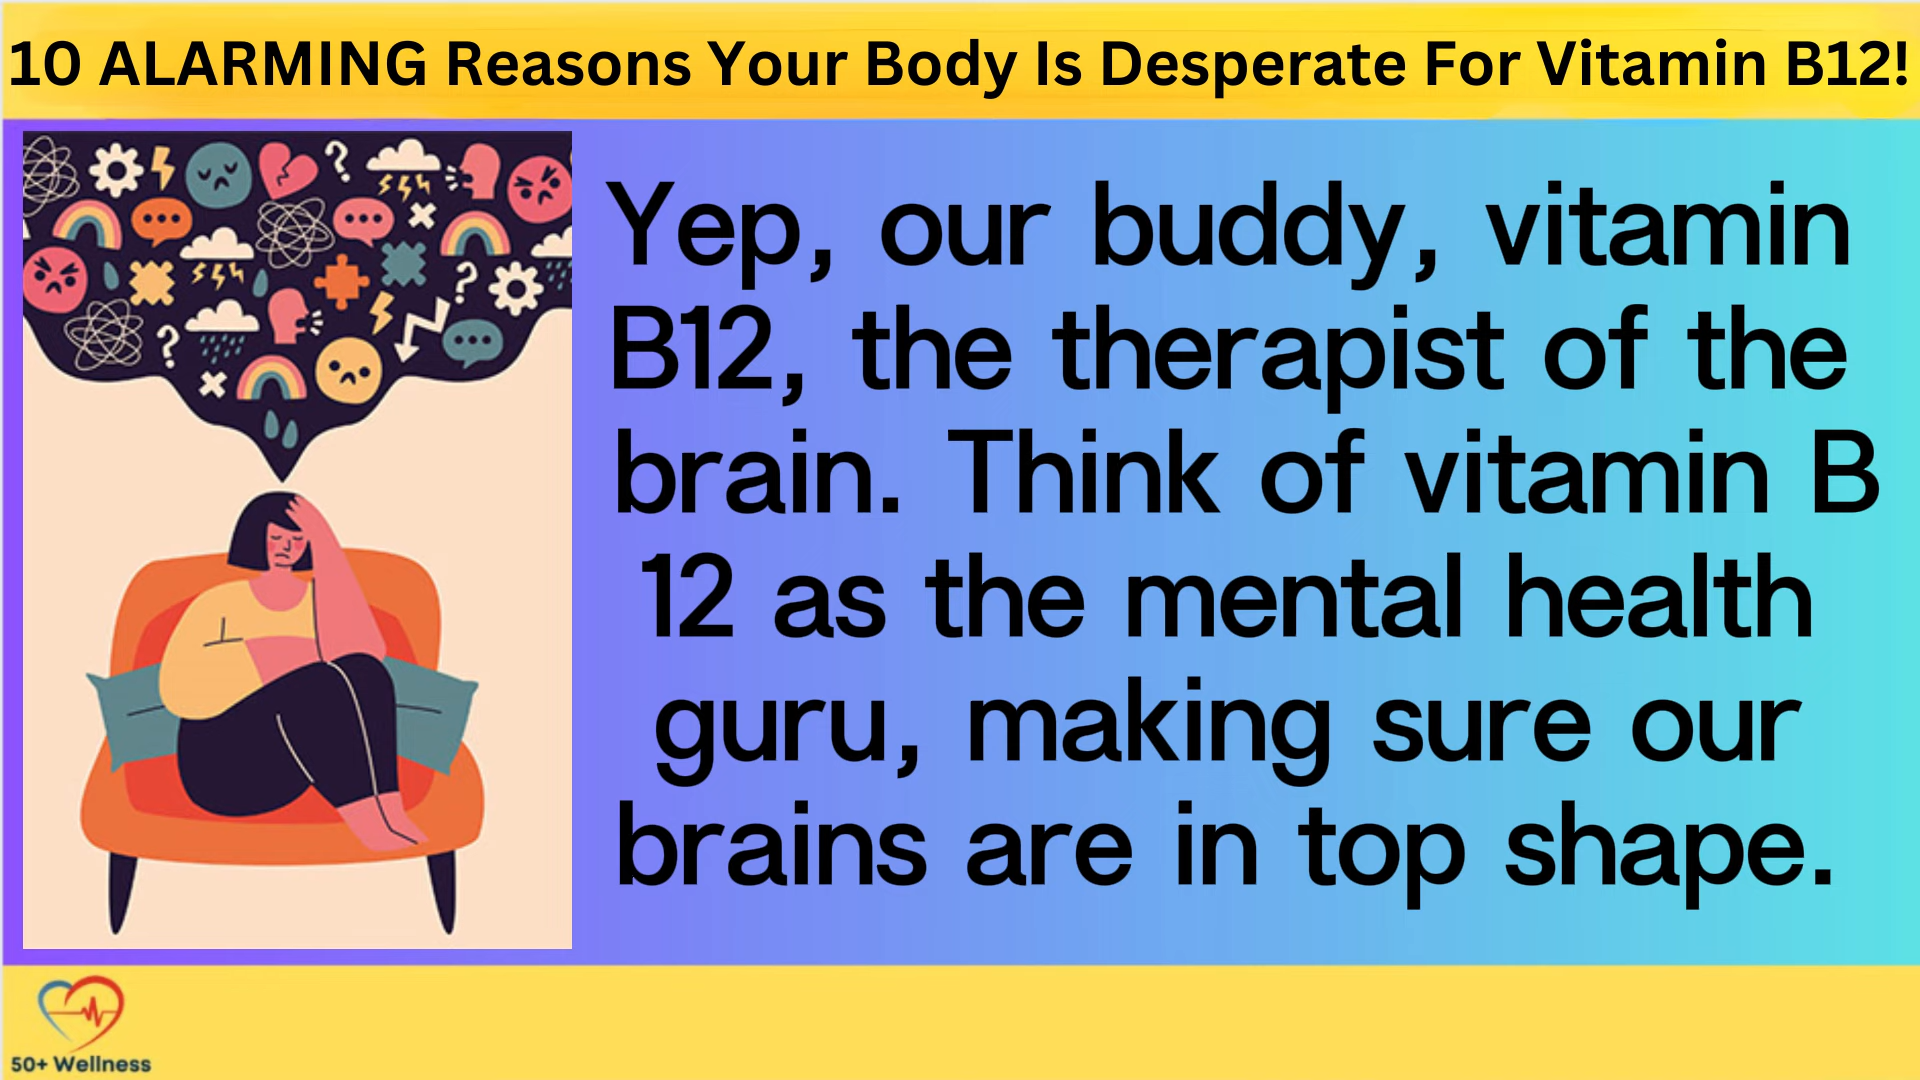 10 ALARMING Reasons Your Body Is Desperate For Vitamin B12!
Yep, our buddy, vitamin
B12, the therapist of the
brain. Think of vitamin B
12 as the mental health
guru, making sure our
brains are in top shape.
50+ Wellness